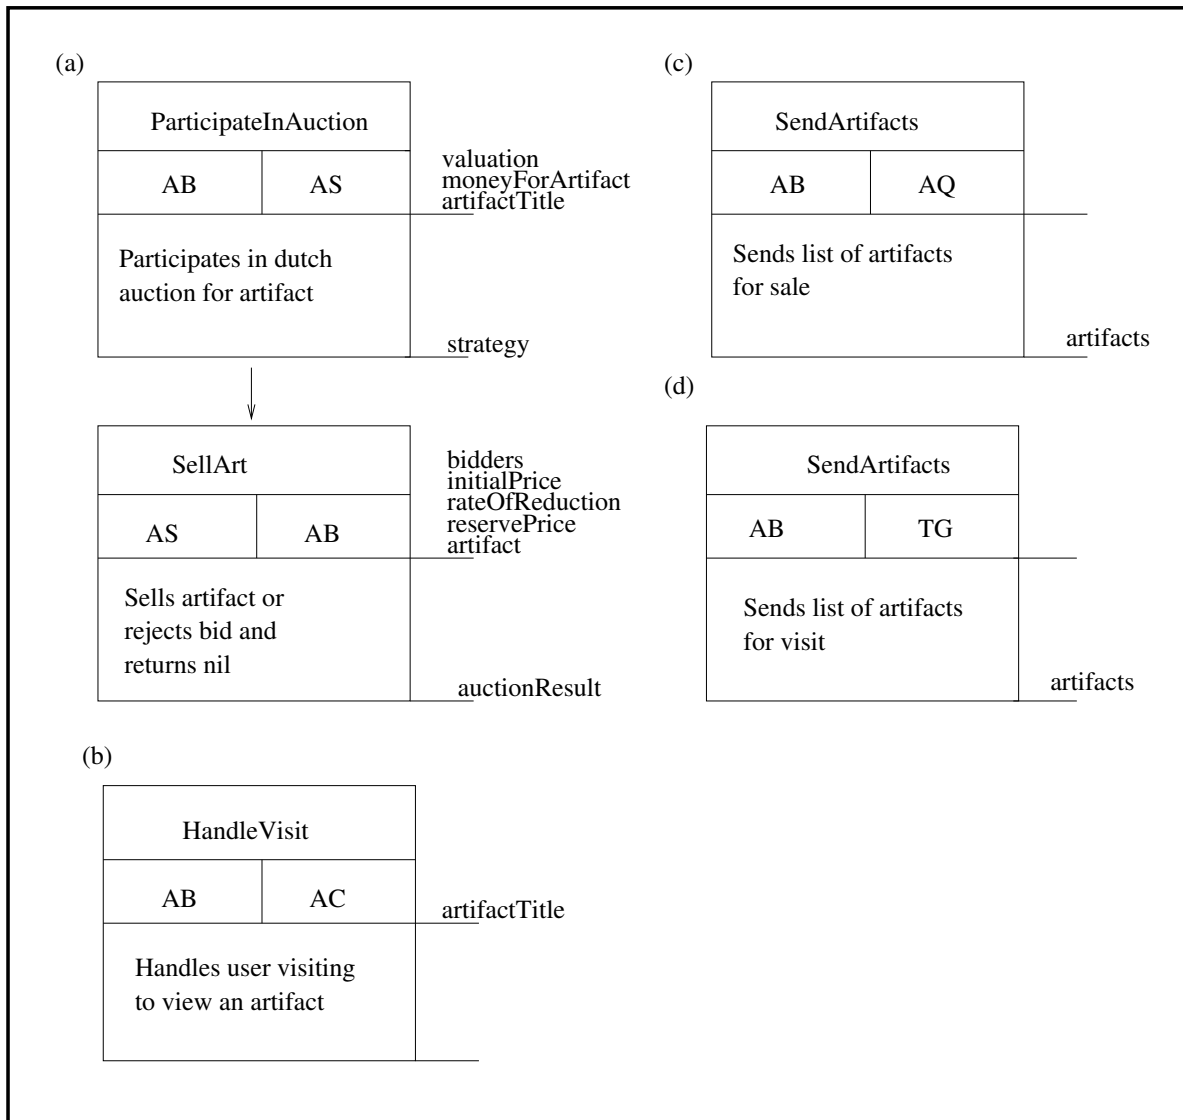 (a)
ParticipateInAuction
AB AS
valuation
moneyForArtifact
artifactTitle
Participates in dutch
auction for artifact
strategy
SellArt
AS AB
bidders
initialPrice
rateOfReduction
reservePrice
artifact
Sells artifact or
rejects bid and
returns nil
auctionResult
(b)
HandleVisit
AB AC
artifactTitle
Handles user visiting
to view an artifact
(c)
SendArtifacts
AB AQ
Sends list of artifacts
for sale
artifacts
(d)
SendArtifacts
AB TG
Sends list of artifacts
for visit
artifacts